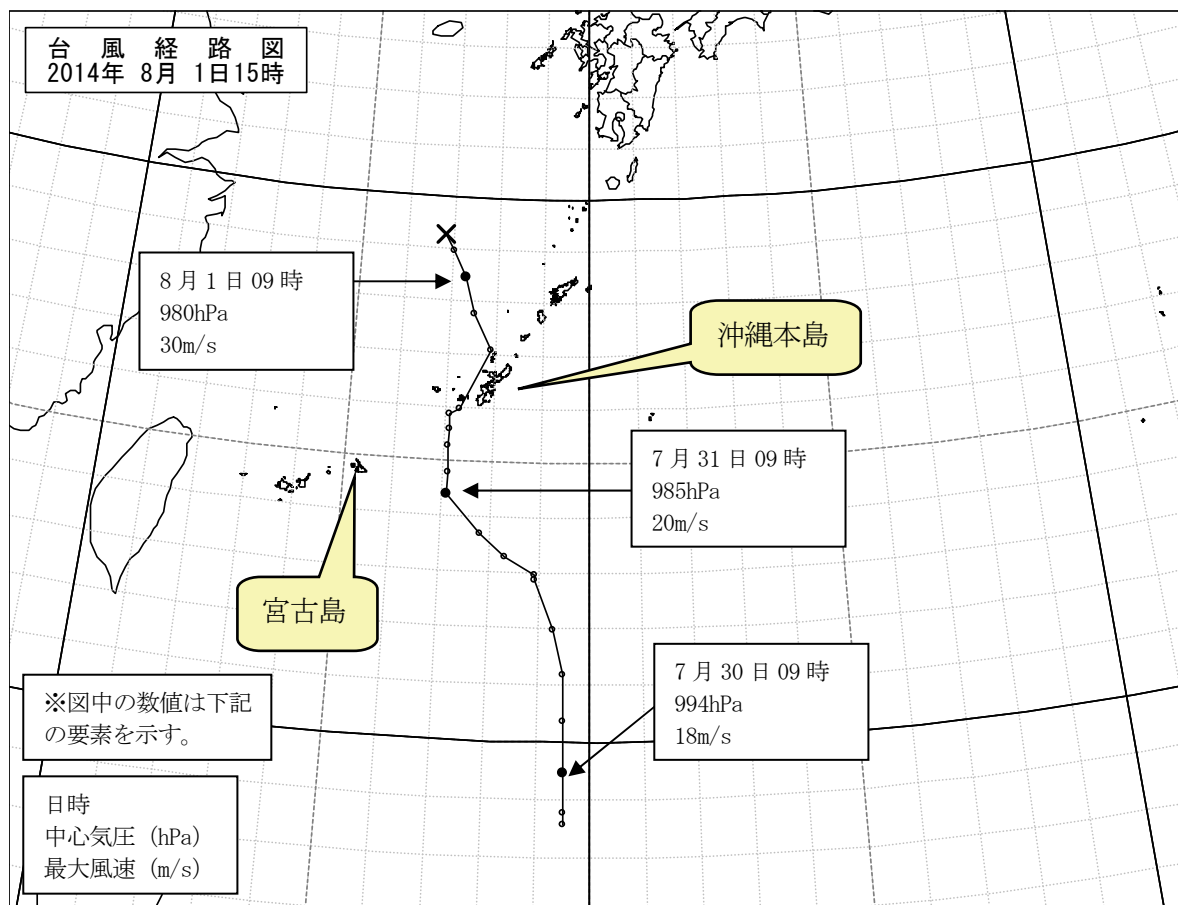 台 風 経 路 図
2014年 8月 1日15時
8月1日09時
980hPa
30m/s
沖縄本島
7月31日09時
985hPa
20m/s
宮古島
7月30日09時
994hPa
18m/s
※図中の数値は下記
の要素を示す。
日時
中心気圧 (hPa)
最大風速 (m/s)